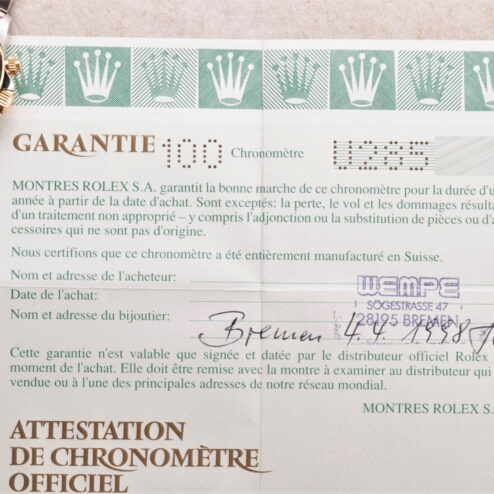 GARANTIE 100 Chronomètre U285
MONTRES ROLEX S.A. garantit la bonne marche de ce chronomètre pour la durée d'u
année à partir de la date d'achat. Sont exceptés: la perte, le vol et les dommages résulta
d'un traitement non approprié – y compris l'adjonction ou la substitution de pièces ou d'a
cessoires qui ne sont pas d'origine.
Nous certifions que ce chronomètre a été entièrement manufacturé en Suisse.
Nom et adresse de l'acheteur:
WEMPE
Date de l'achat:
SÖGESTRASSE 47
Nom et adresse du bijoutier:
28195 BREMEN
Bremen 4.4.1998
Cette garantie n'est valable que signée et datée par le distributeur officiel Rolex
moment de l'achat. Elle doit être remise avec la montre à examiner au distributeur qui
vendue ou à l'une des principales adresses de notre réseau mondial.
MONTRES ROLEX S.
ATTESTATION
DE CHRONOMÈTRE
OFFICIEL